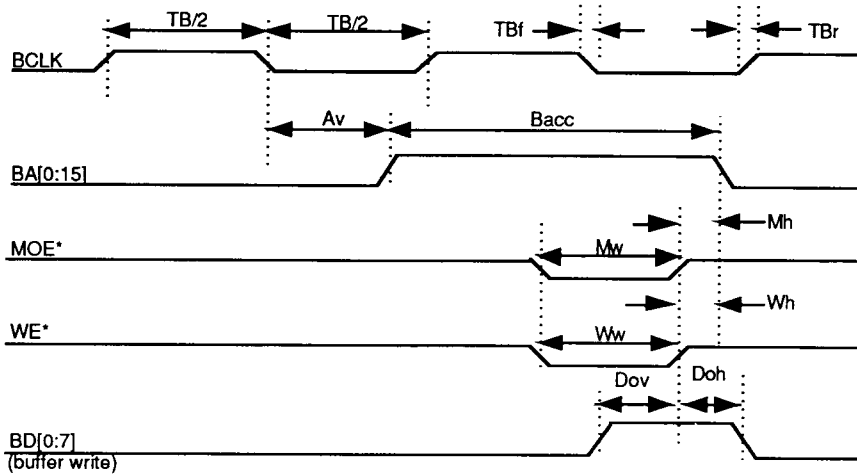 TB/2 TB/2 TBf TBr
BCLK
Av Bacc
BA[0:15]
Mh
MOE* Mw
Wh
WE* Ww
Dov Doh
BD[0:7]
(buffer write)